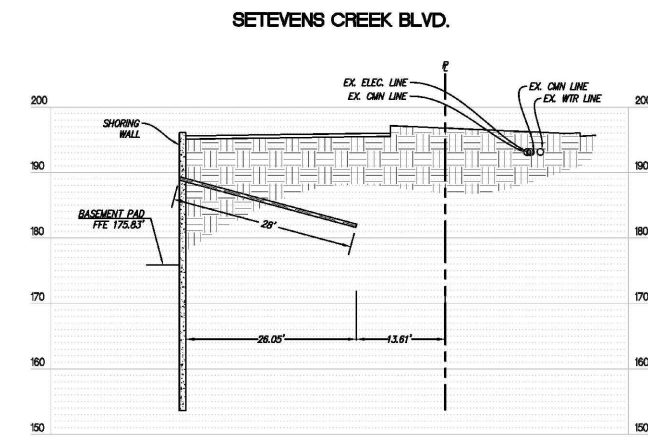 SETEVENS CREEK BLVD.
PL
EX. ELEC. LINE
EX. CMN LINE
EX. CMN LINE
EX. WTR LINE
200
200
SHORING
WALL
190
190
BASEMENT PAD
FFE 175.83'
28'
180
180
170
170
26.05'
13.61'
160
160
150
150